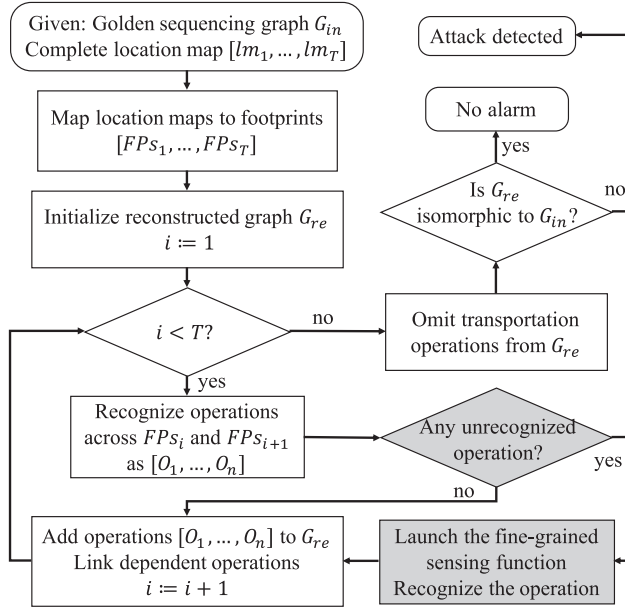 Given: Golden sequencing graph G_in
Complete location map [lm_1, … , lm_T]
Map location maps to footprints
[FPs_1, … , FPs_T]
Initialize reconstructed graph G_re
i ≔ 1
i < T?
no
yes
Recognize operations
across FPs_i and FPs_{i+1}
as [O_1, … , O_n]
Add operations [O_1, … , O_n] to G_re
Link dependent operations
i ≔ i + 1
Attack detected
No alarm
yes
Is G_re
isomorphic to G_in?
no
Omit transportation
operations from G_re
Any unrecognized
operation?
yes
no
Launch the fine-grained
sensing function
Recognize the operation